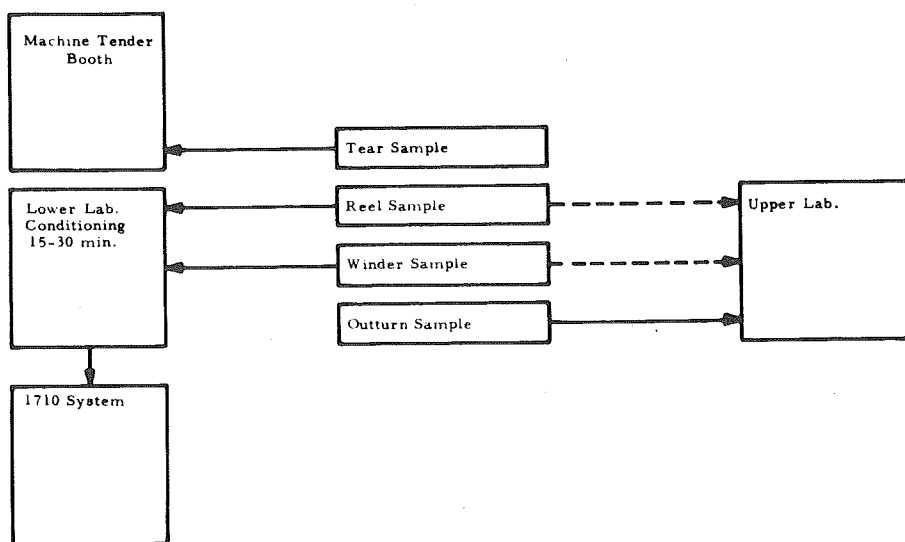 Machine Tender
Booth
Tear Sample
Lower Lab.
Conditioning
15-30 min.
Reel Sample
Upper Lab.
Winder Sample
Outturn Sample
1710 System